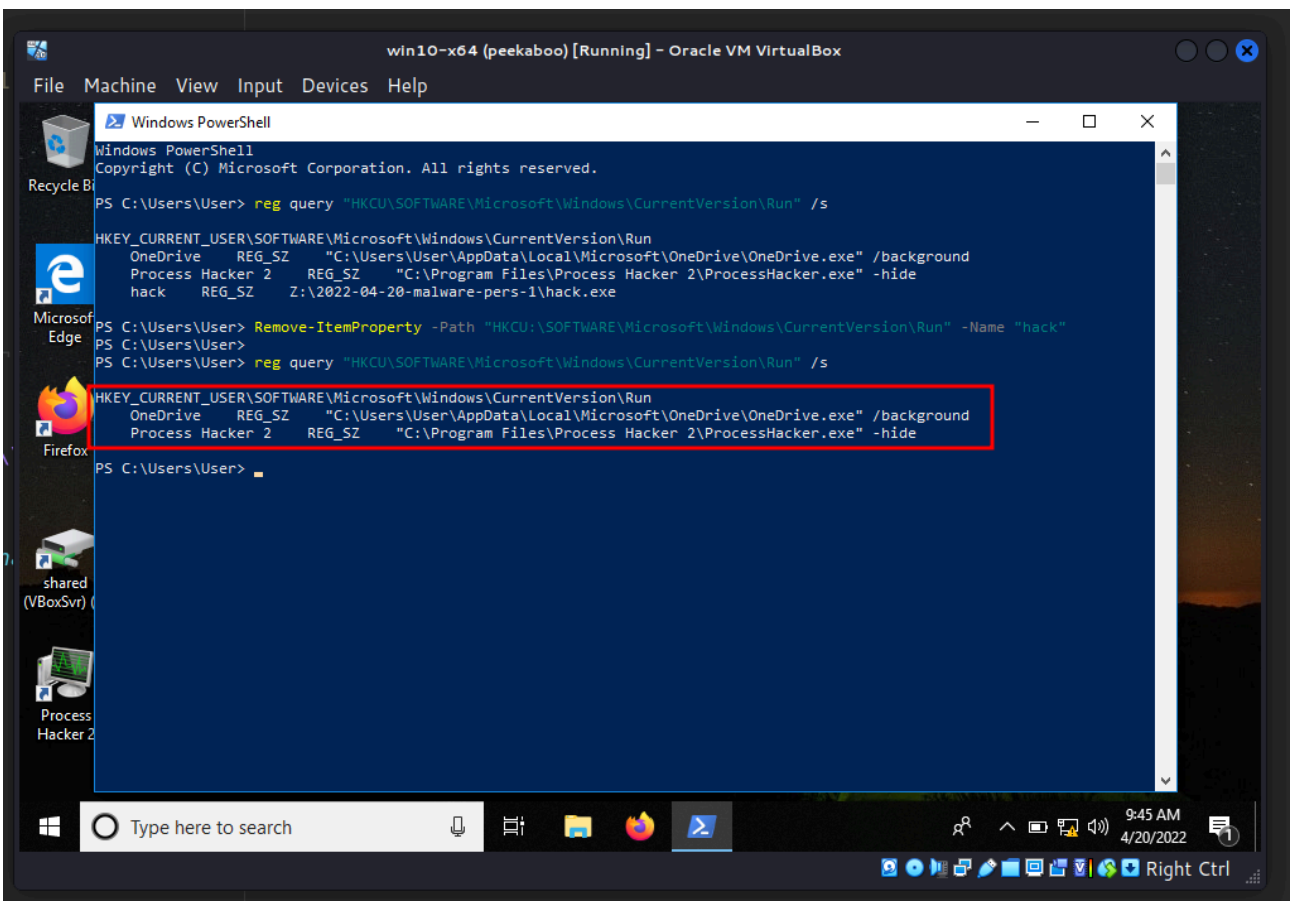 win10-x64 (peekaboo) [Running] - Oracle VM VirtualBox
File Machine View Input Devices Help
Windows PowerShell
Windows PowerShell
Copyright (C) Microsoft Corporation. All rights reserved.
PS C:\Users\User> reg query "HKCU\SOFTWARE\Microsoft\Windows\CurrentVersion\Run" /s
HKEY_CURRENT_USER\SOFTWARE\Microsoft\Windows\CurrentVersion\Run
OneDrive REG_SZ "C:\Users\User\AppData\Local\Microsoft\OneDrive\OneDrive.exe" /background
Process Hacker 2 REG_SZ "C:\Program Files\Process Hacker 2\ProcessHacker.exe" -hide
hack REG_SZ Z:\2022-04-20-malware-pers-1\hack.exe
PS C:\Users\User> Remove-ItemProperty -Path "HKCU:\SOFTWARE\Microsoft\Windows\CurrentVersion\Run" -Name "hack"
PS C:\Users\User>
PS C:\Users\User> reg query "HKCU\SOFTWARE\Microsoft\Windows\CurrentVersion\Run" /s
HKEY_CURRENT_USER\SOFTWARE\Microsoft\Windows\CurrentVersion\Run
OneDrive REG_SZ "C:\Users\User\AppData\Local\Microsoft\OneDrive\OneDrive.exe" /background
Process Hacker 2 REG_SZ "C:\Program Files\Process Hacker 2\ProcessHacker.exe" -hide
PS C:\Users\User>
Recycle Bi
Microsof
Edge
Firefox
shared
(VBoxSvr) (
Process
Hacker 2
Type here to search
9:45 AM
4/20/2022
1
Right Ctrl